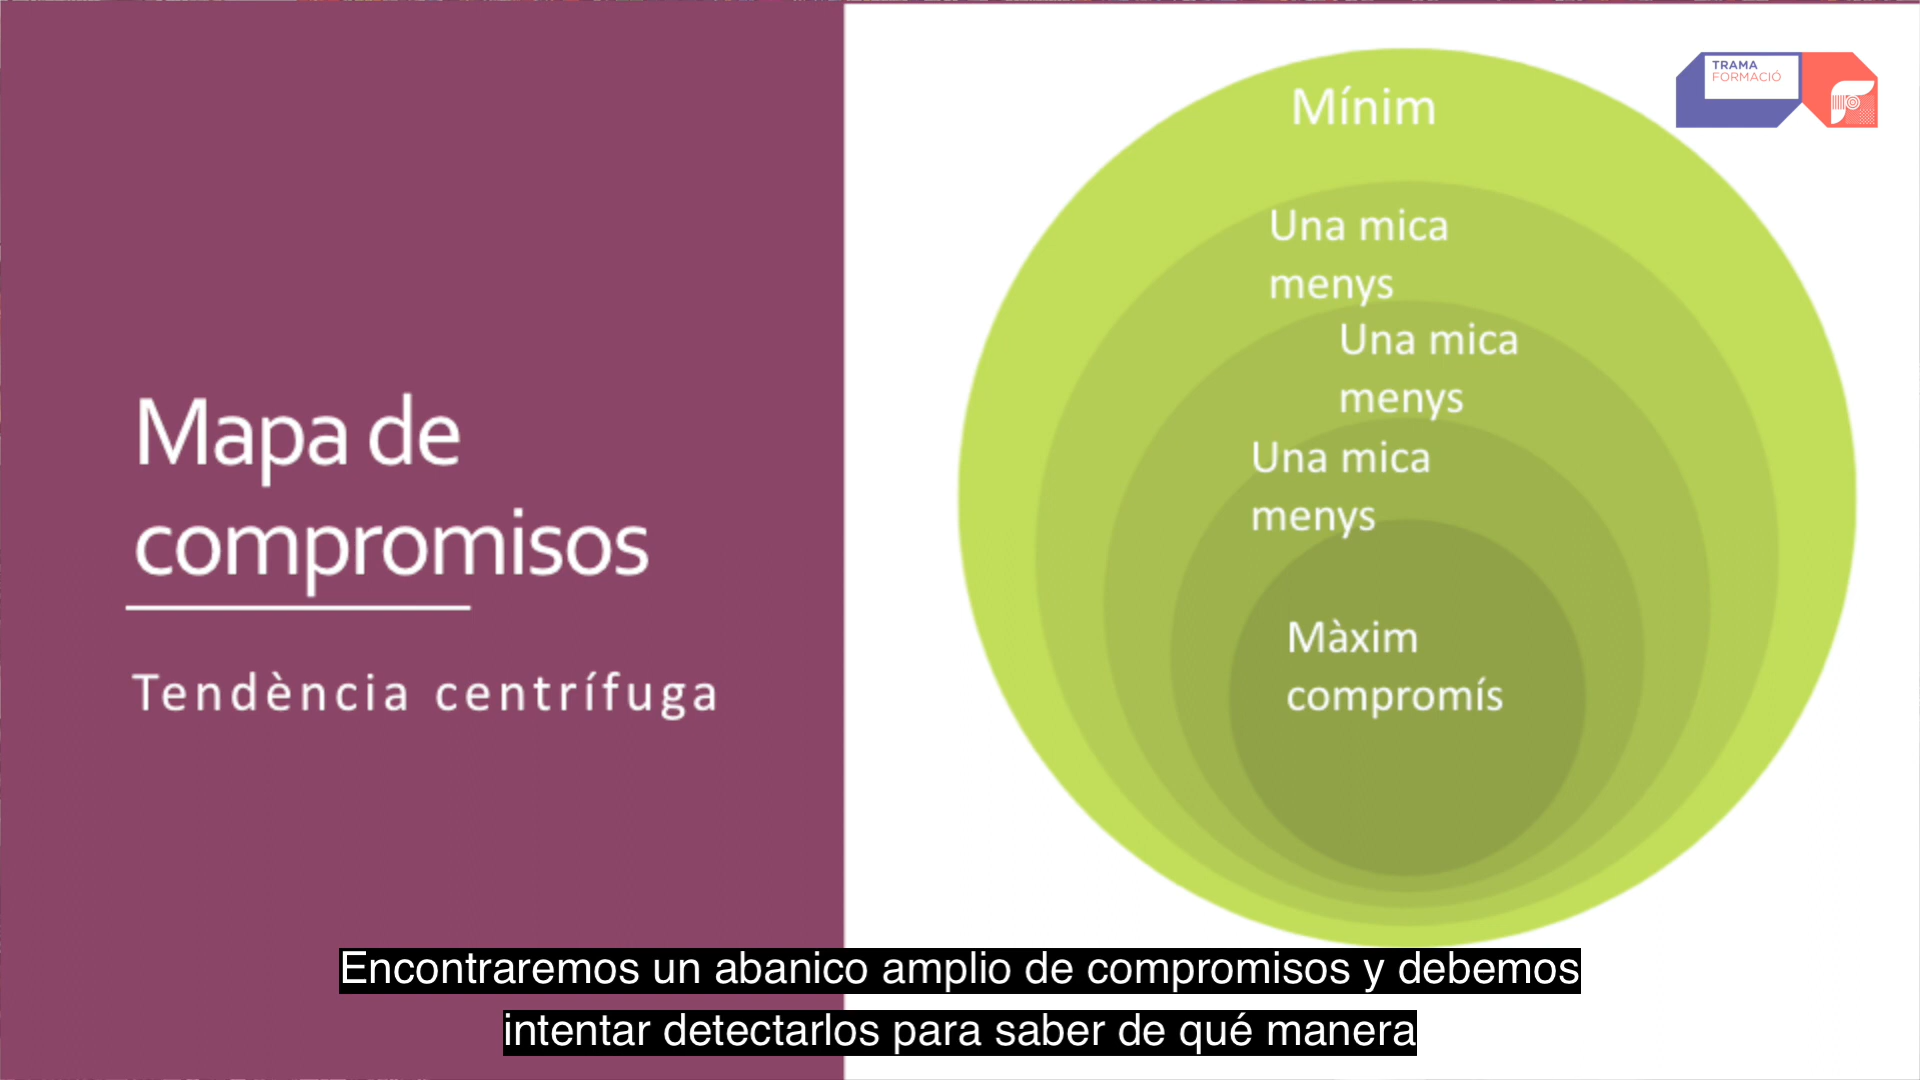 Mapa de
compromisos
Tendència centrífuga
TRAMA
FORMACIÓ
Mínim
Una mica
menys
Una mica
menys
Una mica
menys
Màxim
compromís
Encontraremos un abanico amplio de compromisos y debemos
intentar detectarlos para saber de qué manera